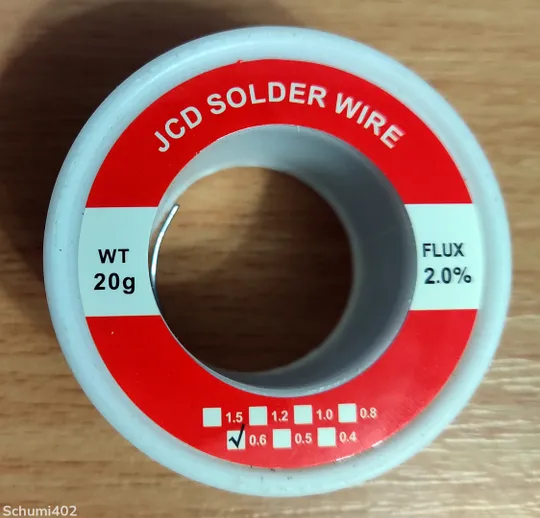 JCD SOLDER WIRE
WT
20g
FLUX
2.0%
1.5 1.2 1.0 0.8
0.6 0.5 0.4
Schumi402